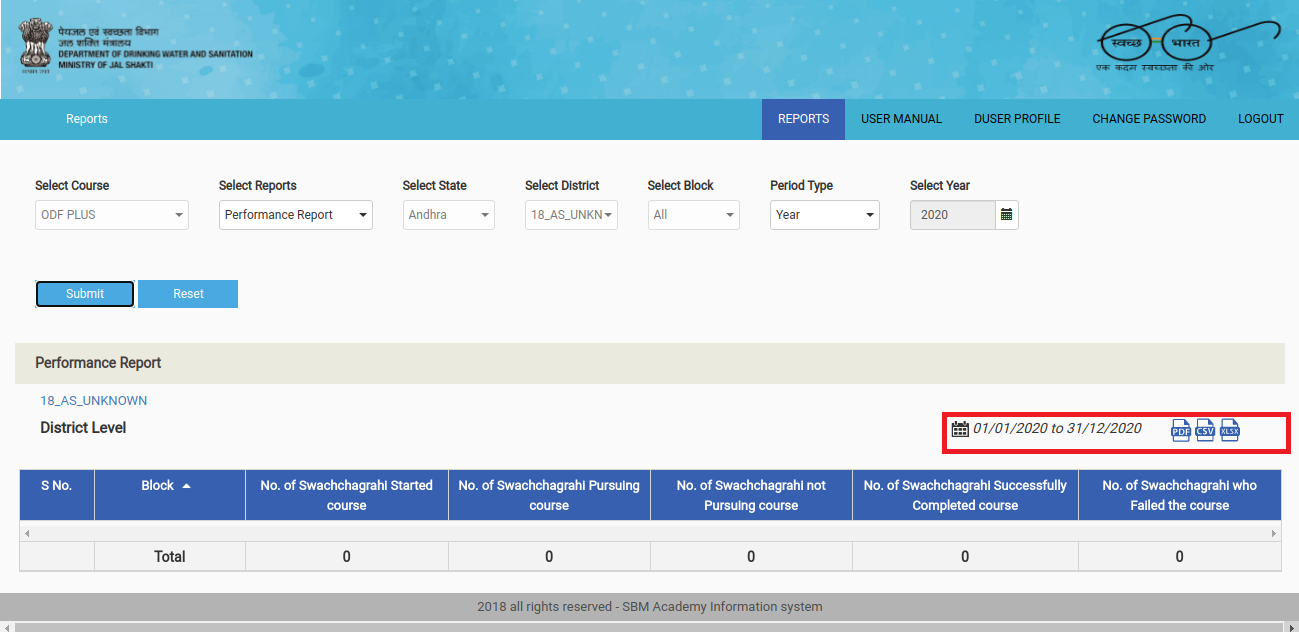 पेयजल एवं स्वच्छता विभाग
जल शक्ति मंत्रालय
DEPARTMENT OF DRINKING WATER AND SANITATION
MINISTRY OF JAL SHAKTI
स्वच्छ भारत
एक कदम स्वच्छता की ओर
Reports REPORTS USER MANUAL DUSER PROFILE CHANGE PASSWORD LOGOUT
Select Course Select Reports Select State Select District Select Block Period Type Select Year
ODF PLUS Performance Report Andhra 18_AS_UNKN All Year 2020
Submit Reset
Performance Report
18_AS_UNKNOWN
District Level
01/01/2020 to 31/12/2020 PDF CSV XLSX
S No. Block No. of Swachchagrahi Started No. of Swachchagrahi Pursuing No. of Swachchagrahi not No. of Swachchagrahi Successfully No. of Swachchagrahi who
course course Pursuing course Completed course Failed the course
Total 0 0 0 0 0
2018 all rights reserved - SBM Academy Information system